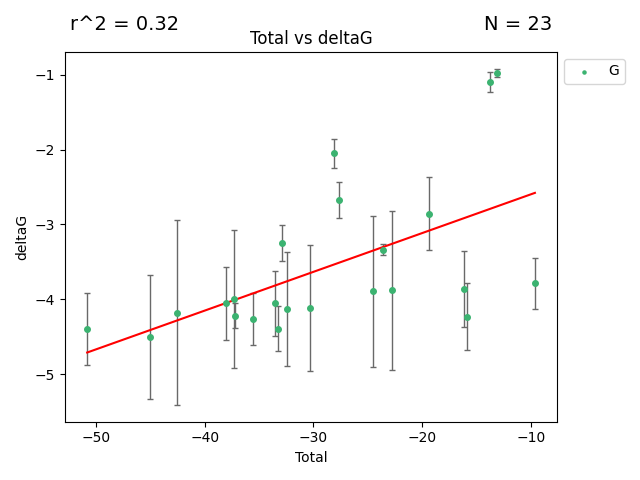 r^2 = 0.32
N = 23
Total vs deltaG
G
−1
−2
−3
−4
−5
deltaG
−50
−40
−30
−20
−10
Total